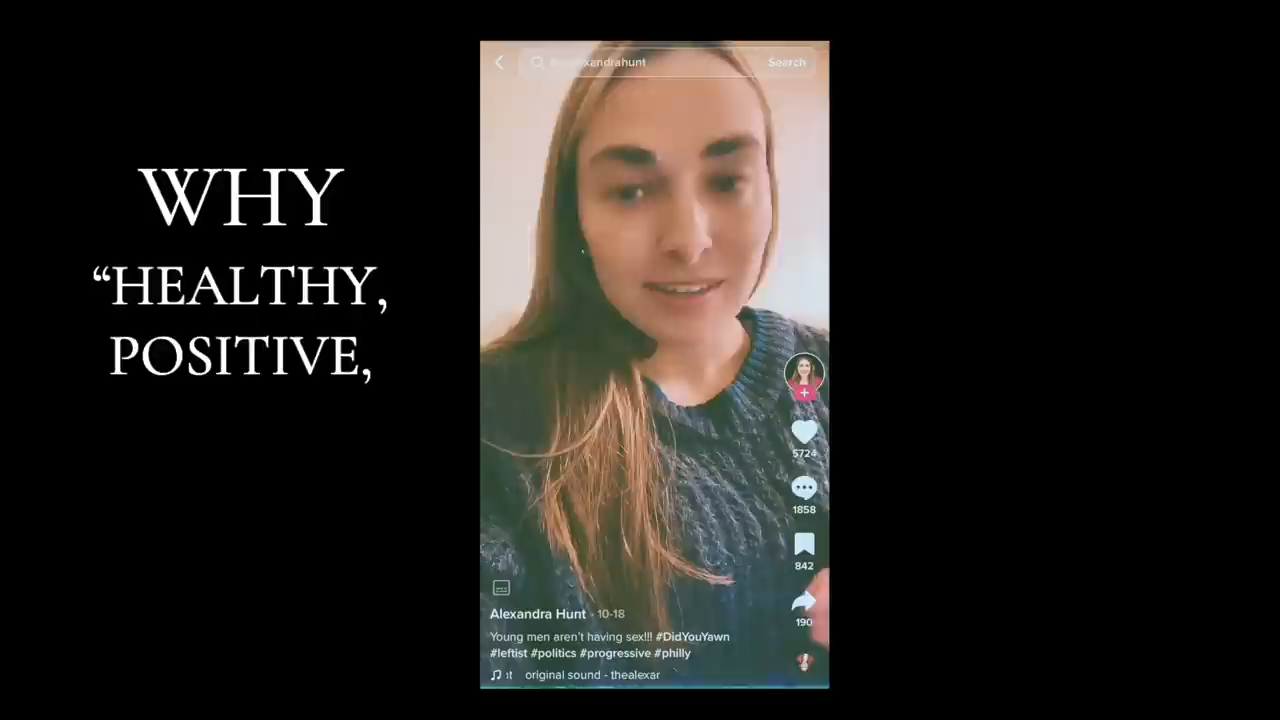 WHY
“HEALTHY,
POSITIVE,
xandrahunt
Search
5724
1858
842
190
Alexandra Hunt · 10-18
Young men aren't having sex!!! #DidYouYawn
#leftist #politics #progressive #philly
original sound - thealexar